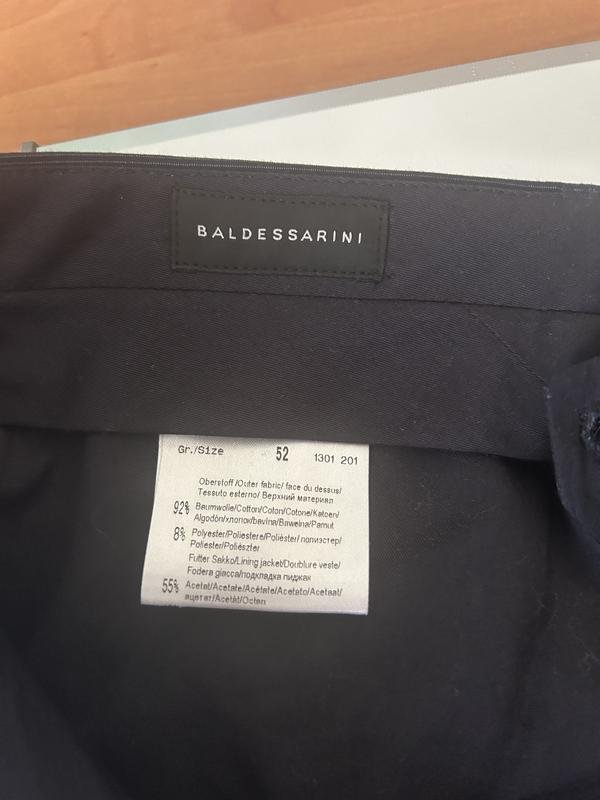 BALDESSARINI
Gr./Size 52 1301 201
Oberstoff/Outer fabric/ face du dessus/
Tessuto esterno/ Верхний материал
92% Baumwolle/Cotton/Coton/Cotone/Katoen/
Algodón/хлопок/bavlna/Bawełna/Pamut
8% Polyester/Poliestere/Poliéster/ полиэстер/
Poliester/Poliészter
Futter Sakko/Lining jacket/Doublure veste/
Fodera giacca/подкладка пиджак
55% Acetat/Acetate/Acétate/Acetato/Acetaat/
ацетат/Acetát/Octan